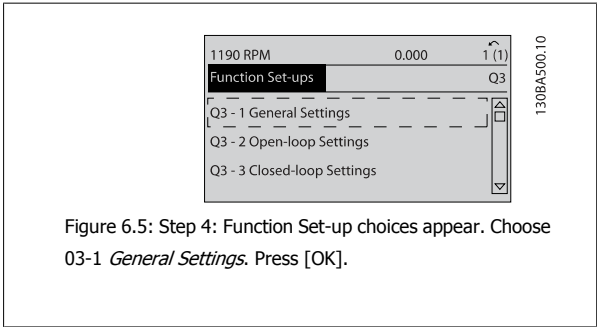 1190 RPM 0.000 1 (1)
Function Set-ups Q3
Q3 - 1 General Settings
Q3 - 2 Open-loop Settings
Q3 - 3 Closed-loop Settings
130BA500.10
Figure 6.5: Step 4: Function Set-up choices appear. Choose
03-1 General Settings. Press [OK].